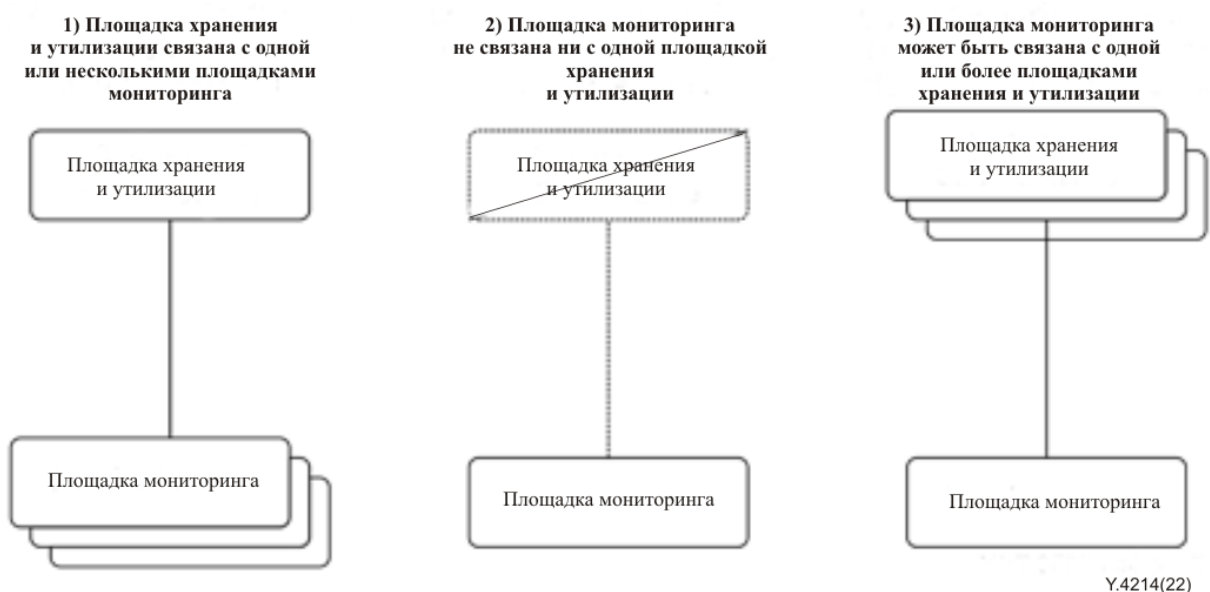 1) Площадка хранения
и утилизации связана с одной
или несколькими площадками
мониторинга
Площадка хранения
и утилизации
Площадка мониторинга
2) Площадка мониторинга
не связана ни с одной площадкой
хранения
и утилизации
Площадка хранения
и утилизации
Площадка мониторинга
3) Площадка мониторинга
может быть связана с одной
или более площадками
хранения и утилизации
Площадка хранения
и утилизации
Площадка мониторинга
Y.4214(22)